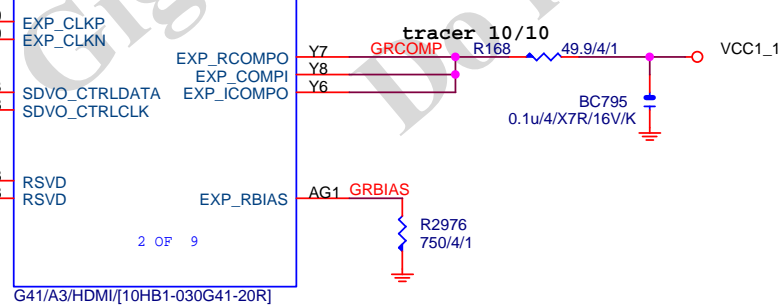 EXP_CLKP
EXP_CLKN
tracer 10/10
EXP_RCOMPO Y7 GRCOMP R168 49.9/4/1 VCC1_1
EXP_COMPI Y8
SDVO_CTRLDATA EXP_ICOMPO Y6
SDVO_CTRLCLK
BC795
0.1u/4/X7R/16V/K
RSVD
RSVD EXP_RBIAS AG1 GRBIAS
R2976
750/4/1
2 OF 9
G41/A3/HDMI/[10HB1-030G41-20R]
Gig
Do